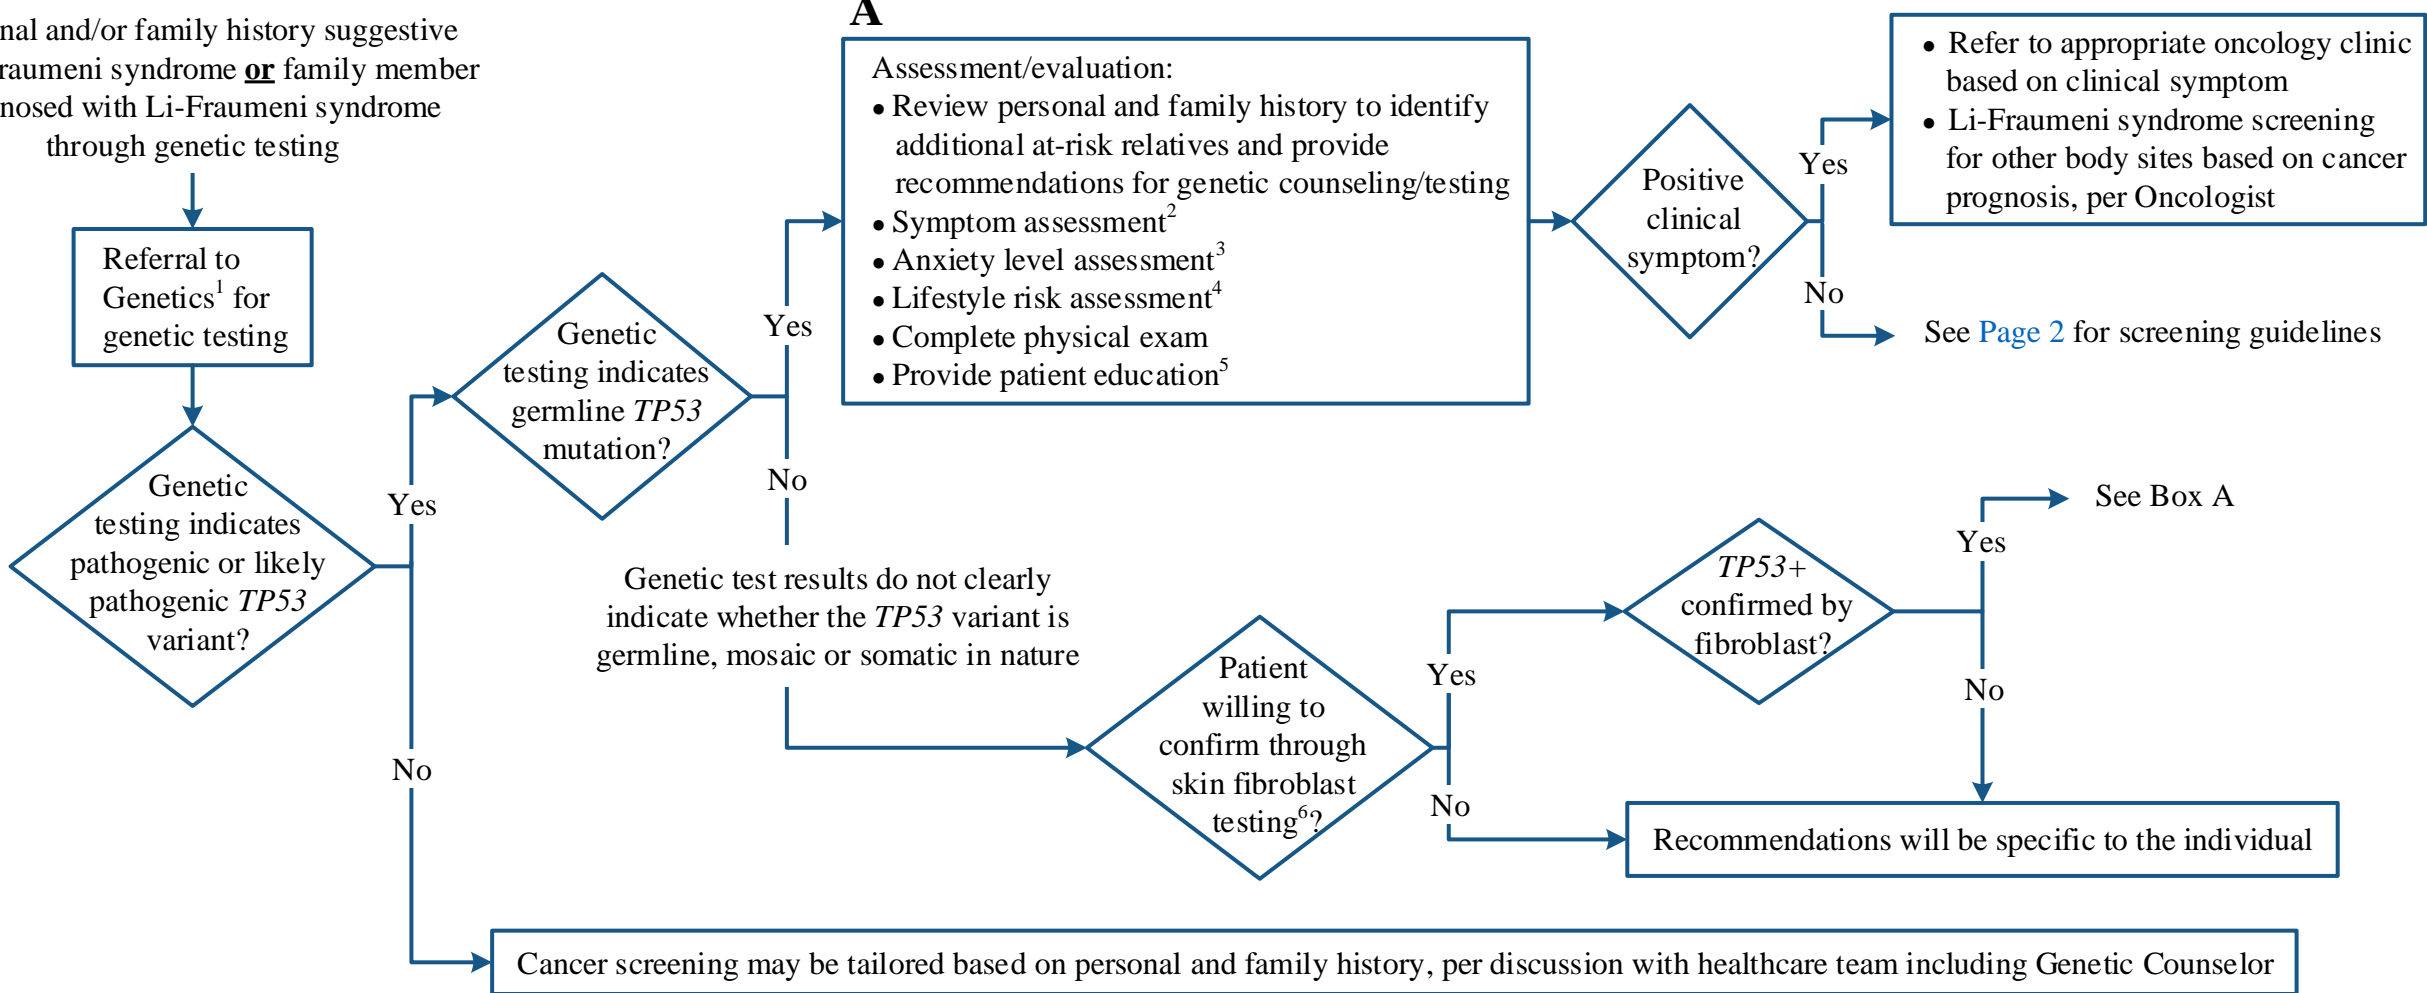 and/or family history suggestive
syndrome or family member
with Li-Fraumeni syndrome
through genetic testing
Referral to
Genetics¹ for
genetic testing
Genetic
testing indicates
pathogenic or likely
pathogenic TP53
variant?
Yes
No
Genetic
testing indicates
germline TP53
mutation?
Yes
No
A
Assessment/evaluation:
● Review personal and family history to identify
additional at-risk relatives and provide
recommendations for genetic counseling/testing
● Symptom assessment²
● Anxiety level assessment³
● Lifestyle risk assessment⁴
● Complete physical exam
● Provide patient education⁵
Positive
clinical
symptom?
Yes
No
● Refer to appropriate oncology clinic
based on clinical symptom
● Li-Fraumeni syndrome screening
for other body sites based on cancer
prognosis, per Oncologist
See Page 2 for screening guidelines
Genetic test results do not clearly
indicate whether the TP53 variant is
germline, mosaic or somatic in nature
Patient
willing to
confirm through
skin fibroblast
testing⁶?
Yes
No
TP53+
confirmed by
fibroblast?
Yes
No
See Box A
Recommendations will be specific to the individual
Cancer screening may be tailored based on personal and family history, per discussion with healthcare team including Genetic Counselor